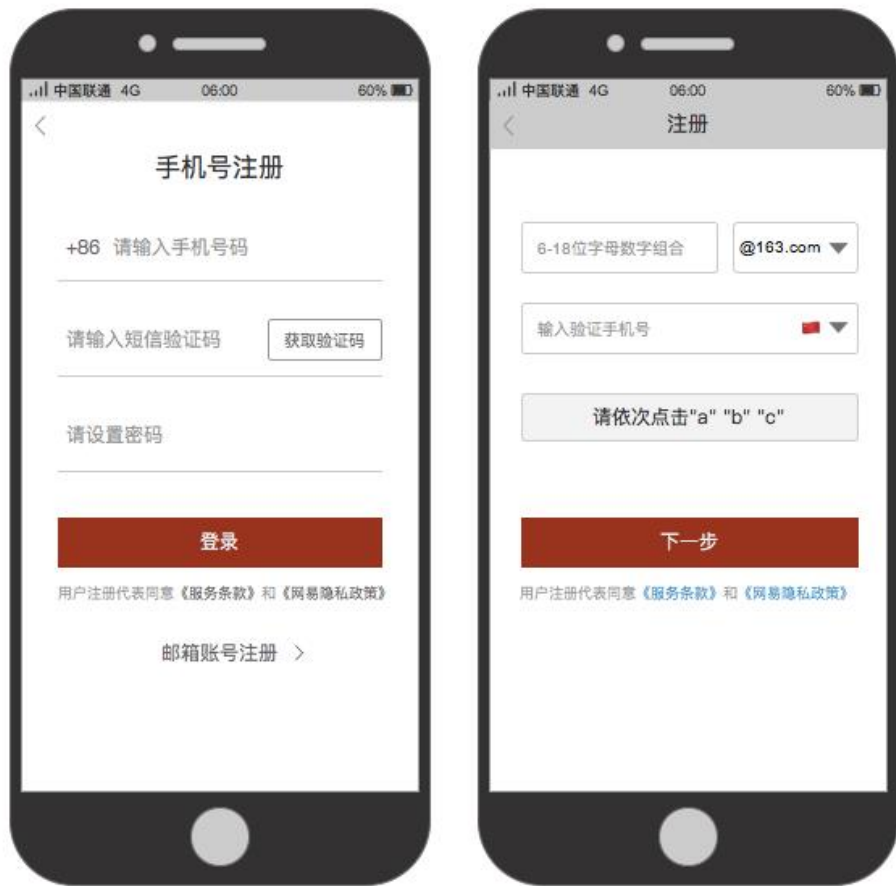 中国联通 4G 06:00 60%
手机号注册
+86 请输入手机号码
请输入短信验证码 获取验证码
请设置密码
登录
用户注册代表同意《服务条款》和《网易隐私政策》
邮箱账号注册 >
中国联通 4G 06:00 60%
注册
6-18位字母数字组合 @163.com
输入验证手机号
请依次点击"a" "b" "c"
下一步
用户注册代表同意《服务条款》和《网易隐私政策》